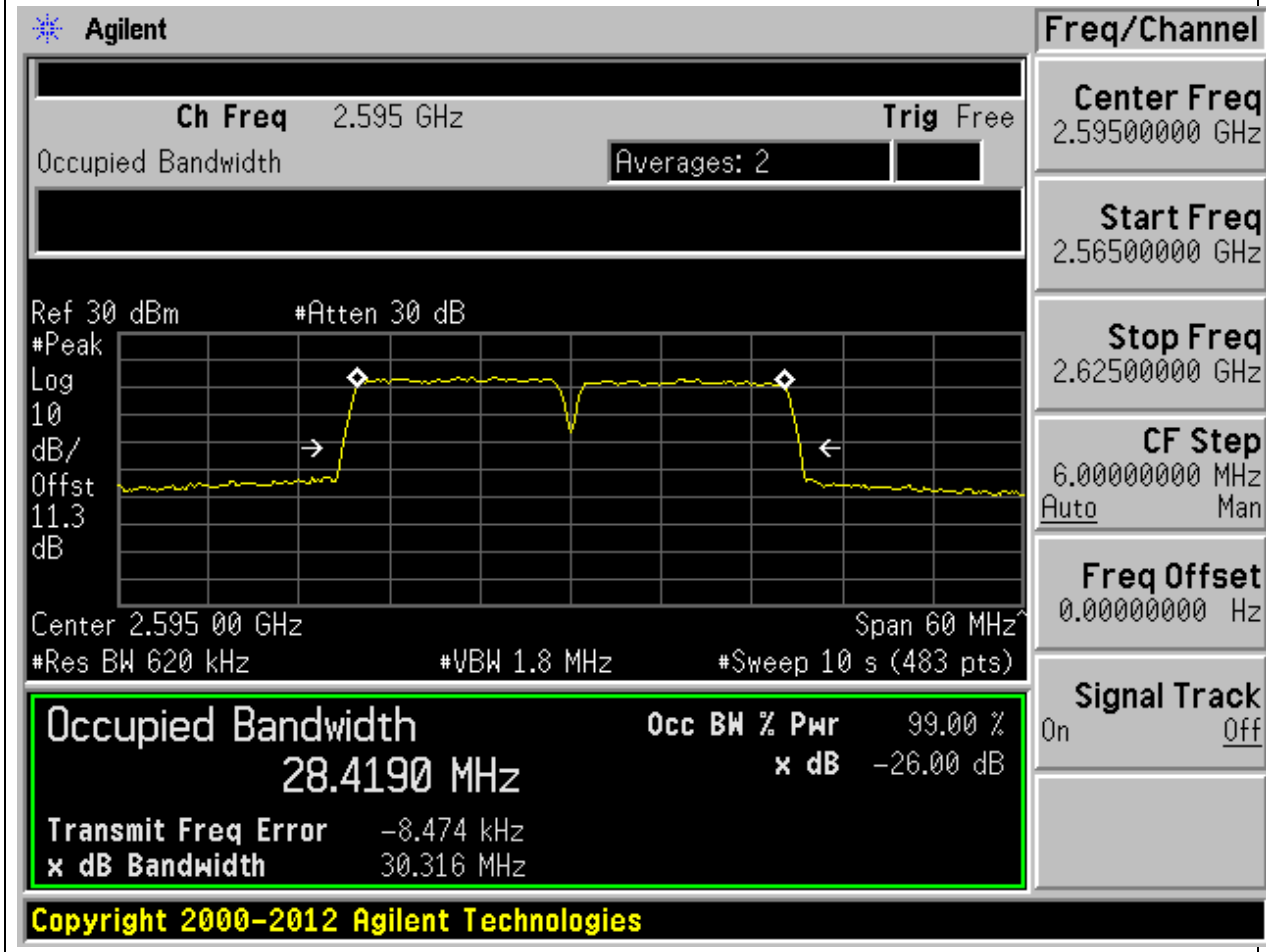 Agilent
Freq/Channel
Ch Freq 2.595 GHz Trig Free
Occupied Bandwidth Averages: 2
Ref 30 dBm #Atten 30 dB
#Peak
Log
10
dB/
Offst
11.3
dB
Center 2.595 00 GHz Span 60 MHz^
#Res BW 620 kHz #VBW 1.8 MHz #Sweep 10 s (483 pts)
Occupied Bandwidth
28.4190 MHz
Occ BW % Pwr 99.00 %
x dB -26.00 dB
Transmit Freq Error -8.474 kHz
x dB Bandwidth 30.316 MHz
Copyright 2000-2012 Agilent Technologies
Center Freq
2.59500000 GHz
Start Freq
2.56500000 GHz
Stop Freq
2.62500000 GHz
CF Step
6.00000000 MHz
Auto Man
Freq Offset
0.00000000 Hz
Signal Track
On Off